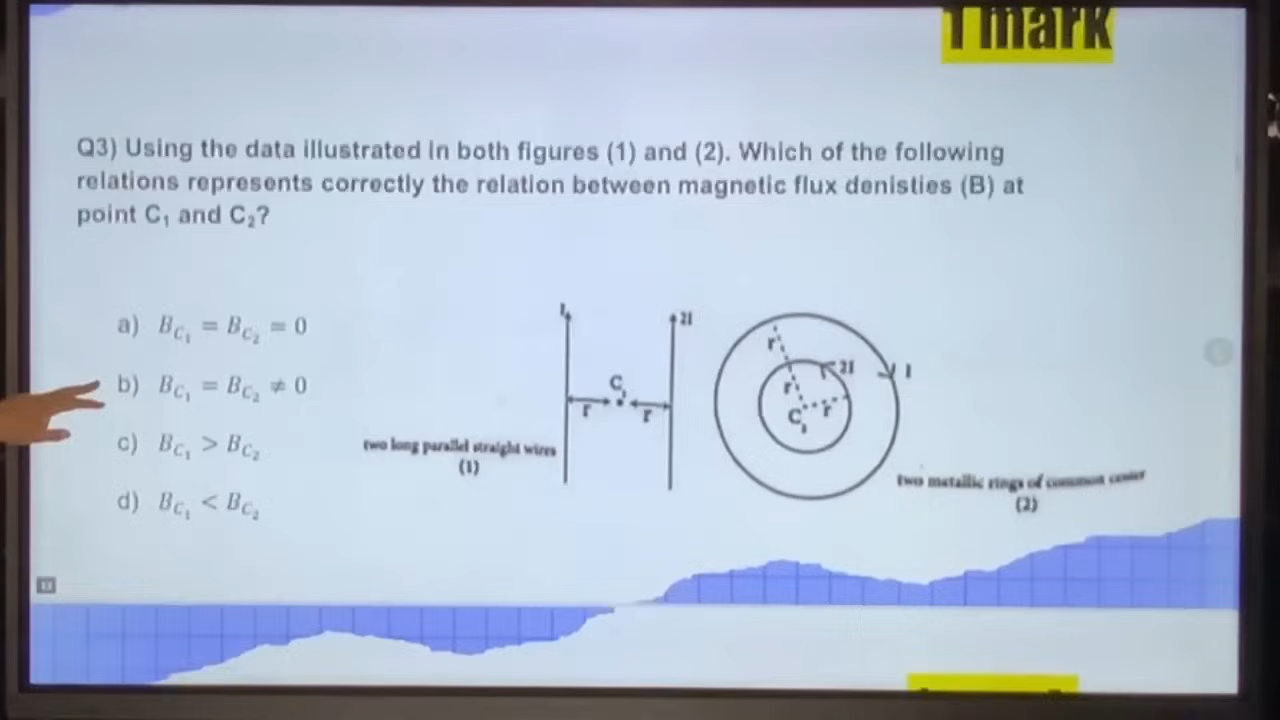 1 mark
Q3) Using the data illustrated in both figures (1) and (2). Which of the following
relations represents correctly the relation between magnetic flux denisties (B) at
point C₁ and C₂?
a) B_C₁ = B_C₂ = 0
b) B_C₁ = B_C₂ ≠ 0
c) B_C₁ > B_C₂
d) B_C₁ < B_C₂
I
2I
C₁
r
r
two long parallel straight wires
(1)
r
2I
I
r
C₂
r
two metallic rings of common center
(2)